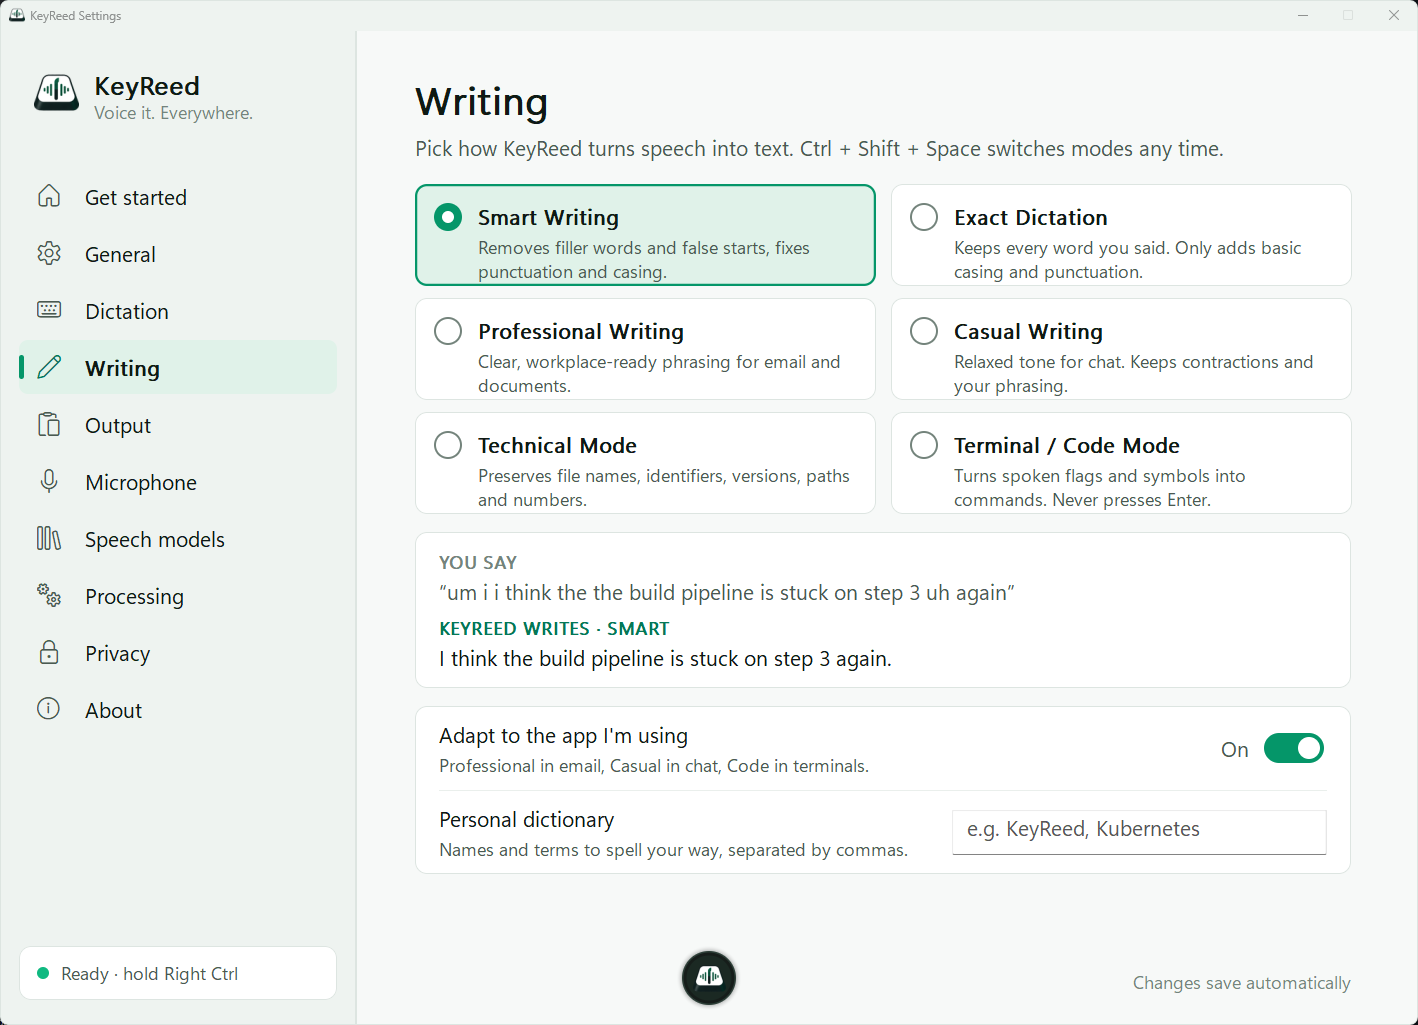 KeyReed Settings
KeyReed
Voice it. Everywhere.
Get started
General
Dictation
Writing
Output
Microphone
Speech models
Processing
Privacy
About
Ready · hold Right Ctrl
Writing
Pick how KeyReed turns speech into text. Ctrl + Shift + Space switches modes any time.
Smart Writing
Removes filler words and false starts, fixes
punctuation and casing.
Exact Dictation
Keeps every word you said. Only adds basic
casing and punctuation.
Professional Writing
Clear, workplace-ready phrasing for email and
documents.
Casual Writing
Relaxed tone for chat. Keeps contractions and
your phrasing.
Technical Mode
Preserves file names, identifiers, versions, paths
and numbers.
Terminal / Code Mode
Turns spoken flags and symbols into
commands. Never presses Enter.
YOU SAY
“um i i think the the build pipeline is stuck on step 3 uh again”
KEYREED WRITES · SMART
I think the build pipeline is stuck on step 3 again.
Adapt to the app I'm using
Professional in email, Casual in chat, Code in terminals.
On
Personal dictionary
Names and terms to spell your way, separated by commas.
e.g. KeyReed, Kubernetes
Changes save automatically